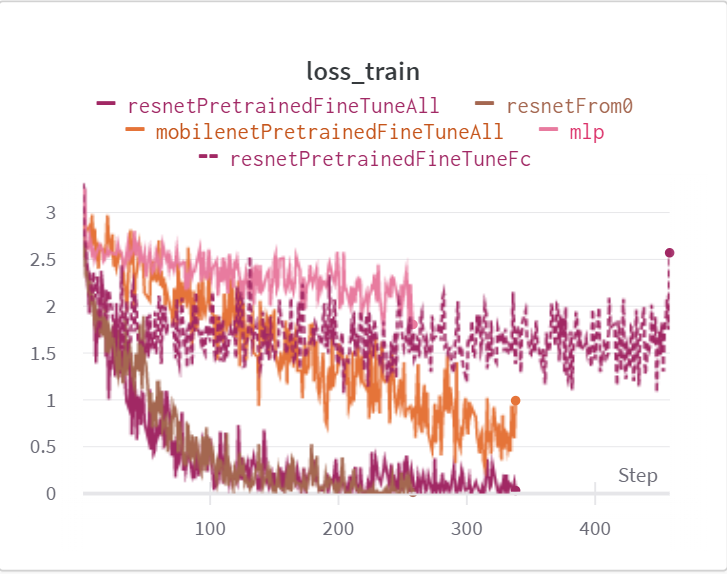 loss_train
resnetPretrainedFineTuneAll resnetFrom0
mobilenetPretrainedFineTuneAll mlp
resnetPretrainedFineTuneFc
3
2.5
2
1.5
1
0.5
Step
0
100 200 300 400